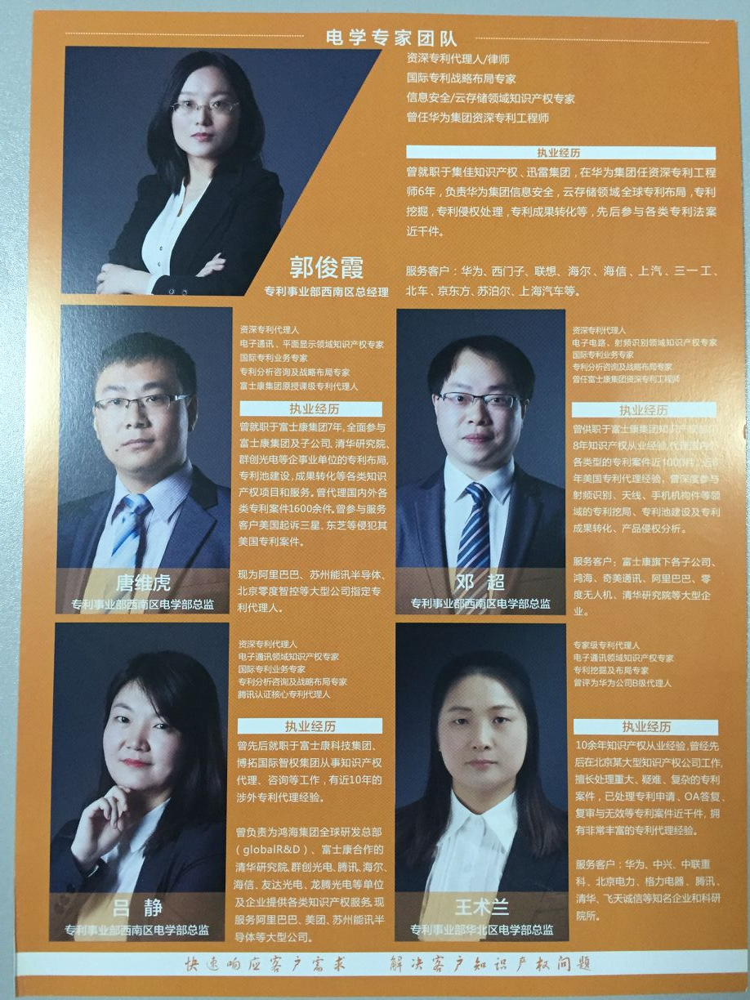 电学专家团队
资深专利代理人/律师
国际专利战略布局专家
信息安全/云存储领域知识产权专家
曾任华为集团资深专利工程师
执业经历
曾就职于集佳知识产权、迅雷集团，在华为集团任资深专利工程
师6年，负责华为集团信息安全，云存储领域全球专利布局，专利
挖掘，专利侵权处理，专利成果转化等，先后参与各类专利法案
近千件。
服务客户：华为、西门子、联想、海尔、海信、上汽、三一工、
北车、京东方、苏泊尔、上海汽车等。
郭俊霞
专利事业部西南区总经理
资深专利代理人
电子通讯、平面显示领域知识产权专家
国际专利业务专家
专利分析咨询及战略布局专家
富士康集团原授课级专利代理人
执业经历
曾就职于富士康集团7年,全面参与
富士康集团及子公司、清华研究院、
群创光电等企事业单位的专利布局,
专利池建设，成果转化等各类知识
产权项目和服务。曾代理国内外各
类专利案件1600余件。曾参与服务
客户美国起诉三星、东芝等侵犯其
美国专利案件。
现为阿里巴巴、苏州能讯半导体、
北京零度智控等大型公司指定专
利代理人。
唐维虎
专利事业部西南区电学部总监
资深专利代理人
电子电路、射频识别领域知识产权专家
国际专利业务专家
专利分析咨询及战略布局专家
曾任富士康集团资深专利工程师
执业经历
曾供职于富士康集团知识产权部门
8年知识产权从业经验,代理国内外
各类型的专利案件近1000件，近
年美国专利代理经验，曾深度参与
射频识别、天线、手机机构件等领
域的专利挖局、专利池建设及专利
成果转化、产品侵权分析。
服务客户：富士康旗下各子公司、
鸿海、奇美通讯、阿里巴巴、零
度无人机、清华研究院等大型企
业。
邓 超
专利事业部西南区电学部总监
资深专利代理人
电子通讯领域知识产权专家
国际专利业务专家
专利分析咨询及战略布局专家
腾讯认证核心专利代理人
执业经历
曾先后就职于富士康科技集团、
博拓国际智权集团从事知识产权
代理、咨询等工作，有近10年的
涉外专利代理经验。
曾负责为鸿海集团全球研发总部
（globalR&D）、富士康合作的
清华研究院,群创光电、腾讯、海尔、
海信、友达光电、龙腾光电等单位
及企业提供各类知识产权服务,现
服务阿里巴巴、美团、苏州能讯半
导体等大型公司。
吕 静
专利事业部西南区电学部总监
专家级专利代理人
电子通讯领域知识产权专家
专利挖掘及布局专家
曾评为华为公司B级代理人
执业经历
10余年知识产权从业经验,曾经先
后在北京某大型知识产权公司工作,
擅长处理重大、疑难、复杂的专利
案件，已处理专利申请、OA答复、
复审与无效等专利案件近千件，拥
有非常丰富的专利代理经验。
服务客户：华为、中兴、中联重
科、北京电力、格力电器、腾讯、
清华、飞天诚信等知名企业和科研
院所。
王术兰
专利事业部华北区电学部总监
快速响应客户需求 解决客户知识产权问题